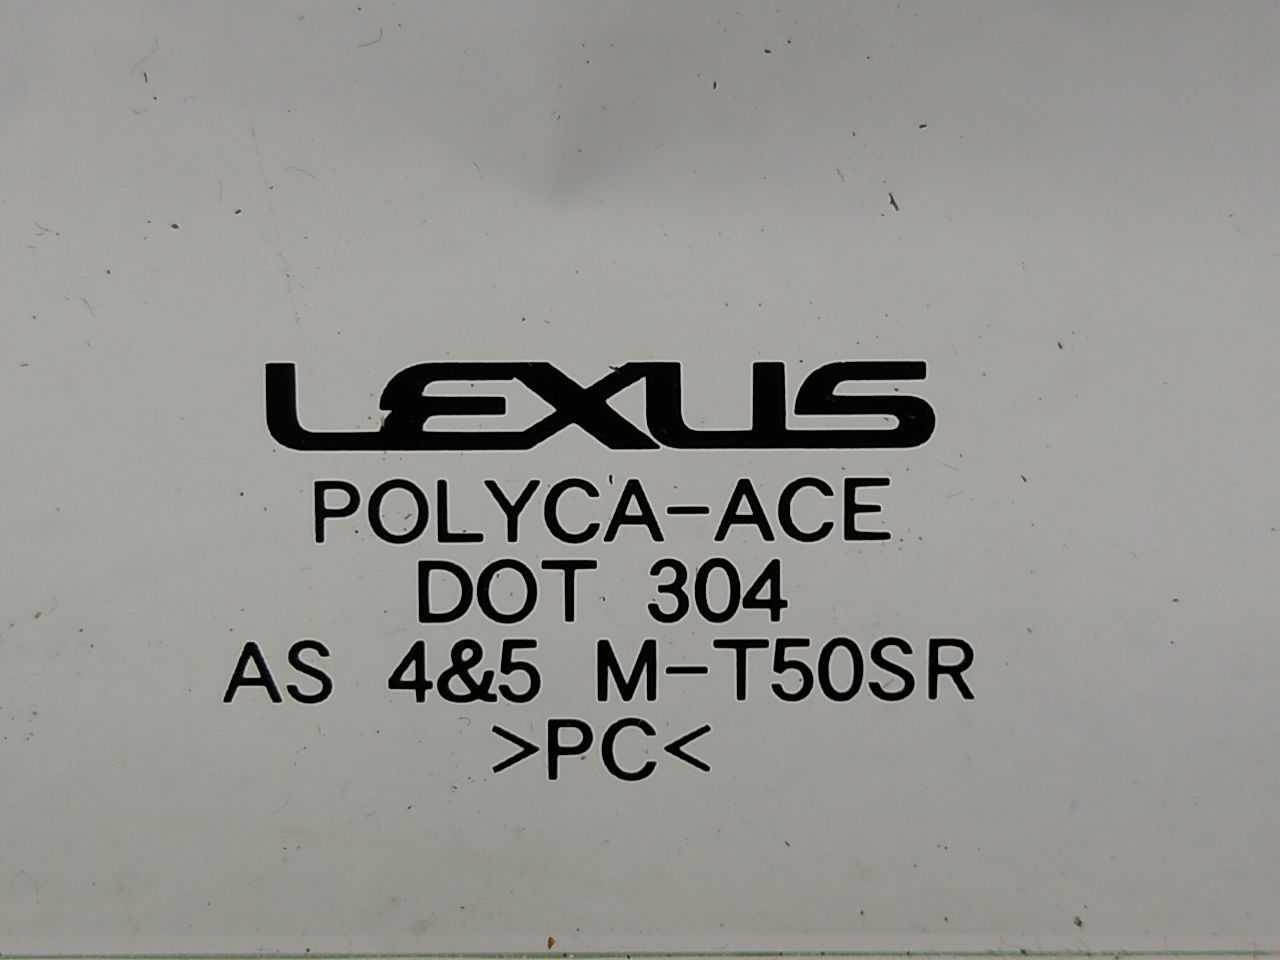 LEXUS
POLYCA-ACE
DOT 304
AS 4&5 M-T50SR
>PC<